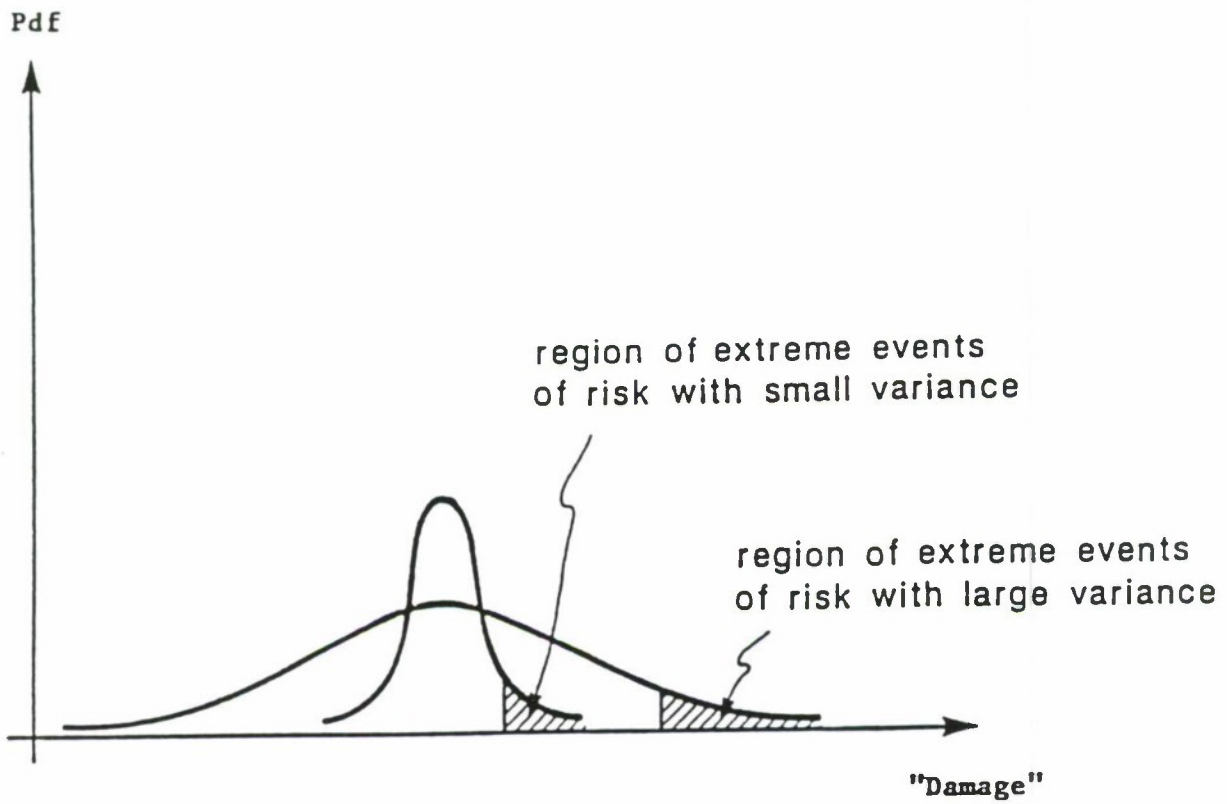 Pdf
region of extreme events
of risk with small variance
region of extreme events
of risk with large variance
"Damage"